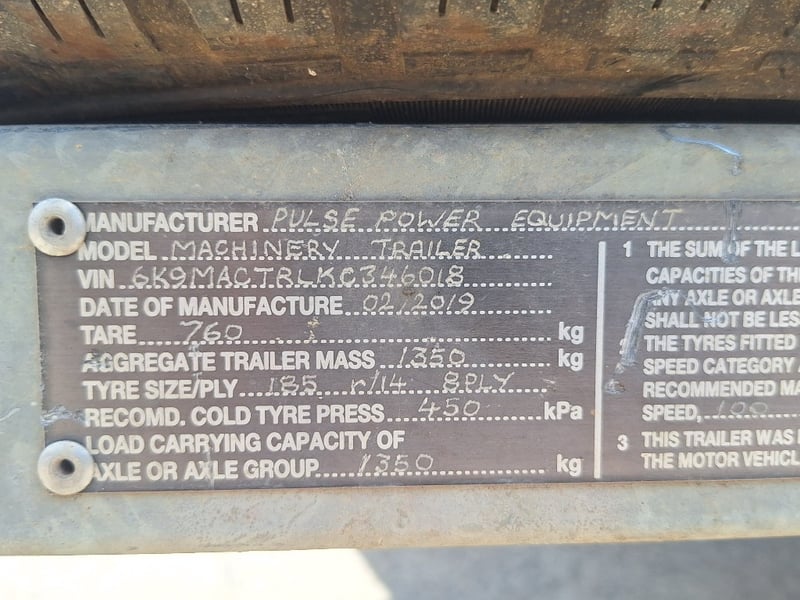 MANUFACTURER PULSE POWER EQUIPMENT
MODEL MACHINERY TRAILER
VIN 6K9MACTRLKC346018
DATE OF MANUFACTURE 02/2019
TARE 760 kg
AGGREGATE TRAILER MASS 1350 kg
TYRE SIZE/PLY 185 r/14 8PLY
RECOMD. COLD TYRE PRESS 450 kPa
LOAD CARRYING CAPACITY OF
AXLE OR AXLE GROUP 1350 kg
1 THE SUM OF THE L
CAPACITIES OF TH
ANY AXLE OR AXLE
SHALL NOT BE LES
THE TYRES FITTED
SPEED CATEGORY
RECOMMENDED MA
SPEED, 100
3 THIS TRAILER WAS
THE MOTOR VEHICL